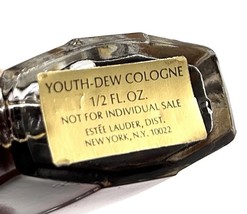 YOUTH-DEW COLOGNE
1/2 FL. OZ.
NOT FOR INDIVIDUAL SALE
ESTĒE LAUDER, DIST.
NEW YORK, N.Y. 10022